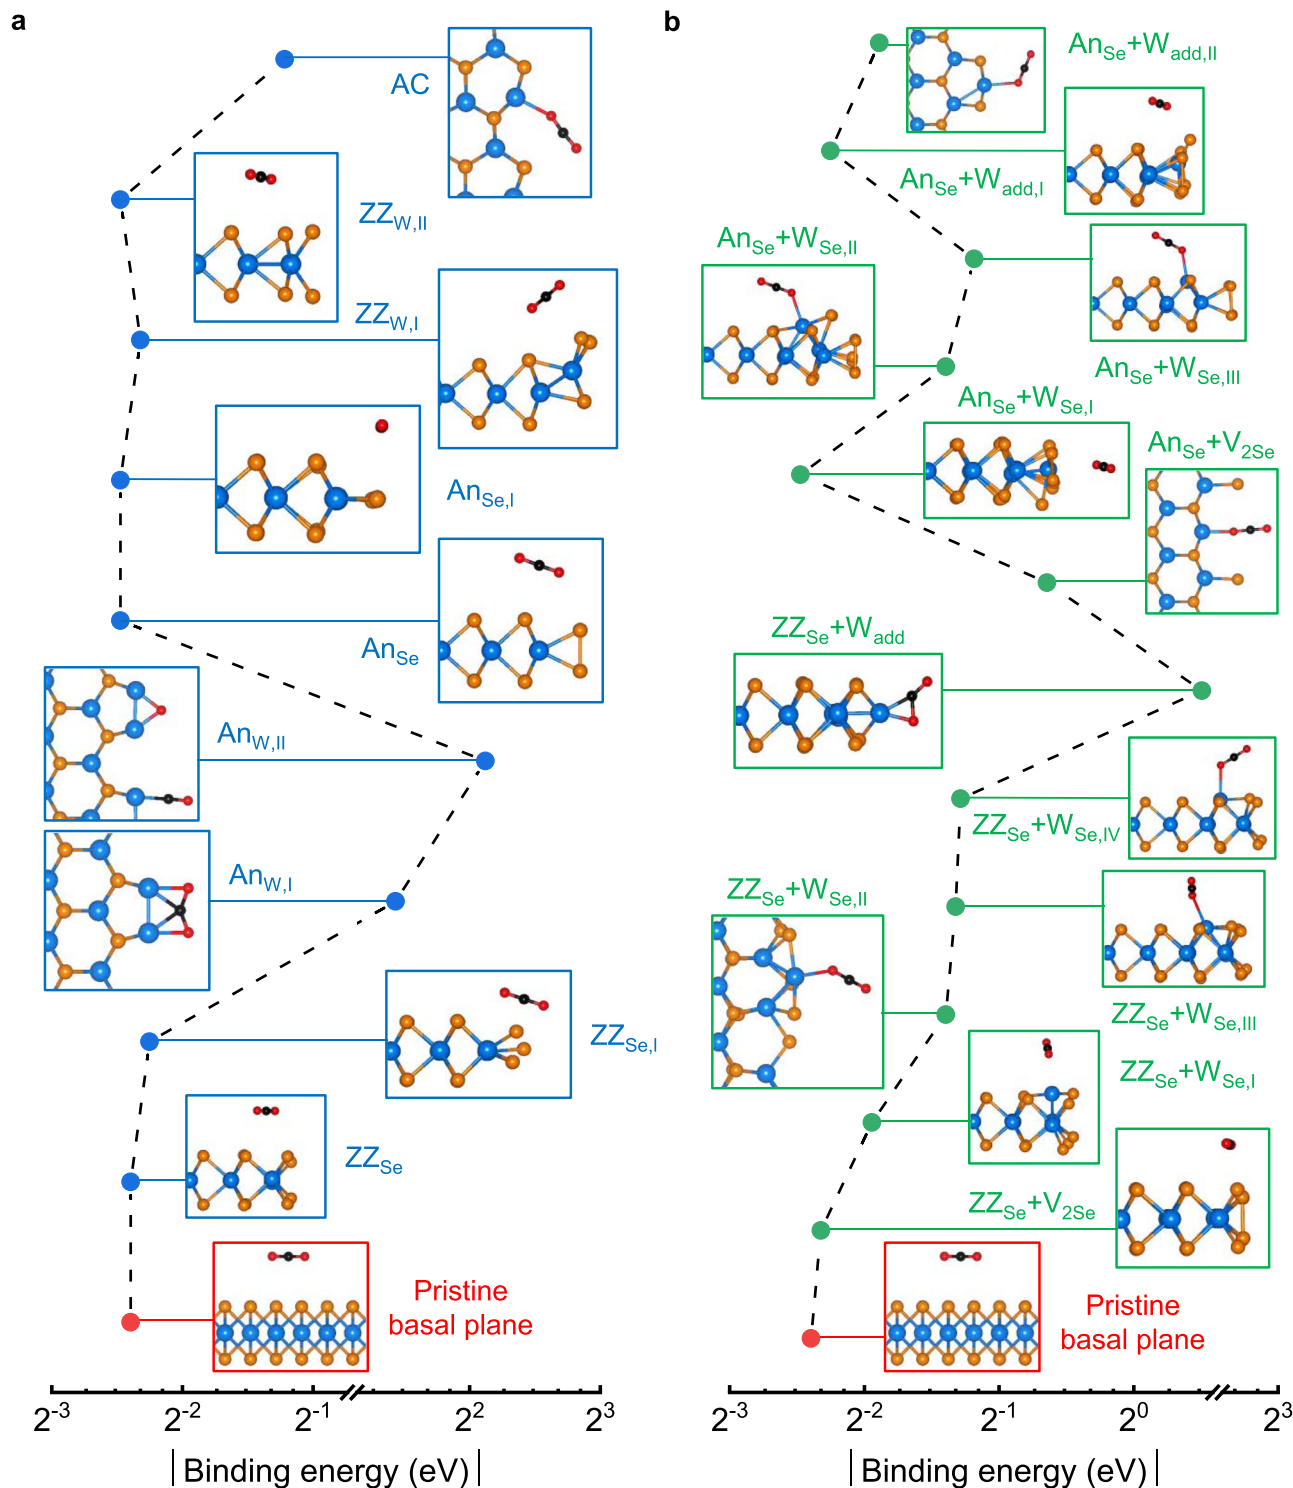 a
AC
ZZW,II
ZZW,I
AnSe,I
AnSe
AnW,II
AnW,I
ZZSe,I
ZZSe
Pristine
basal plane
2-3
2-2
2-1
22
23
|Binding energy (eV)|
b
AnSe+Wadd,II
AnSe+Wadd,I
AnSe+WSe,II
AnSe+WSe,III
AnSe+WSe,I
AnSe+V2Se
ZZSe+Wadd
ZZSe+WSe,IV
ZZSe+WSe,II
ZZSe+WSe,III
ZZSe+WSe,I
ZZSe+V2Se
Pristine
basal plane
2-3
2-2
2-1
20
23
|Binding energy (eV)|